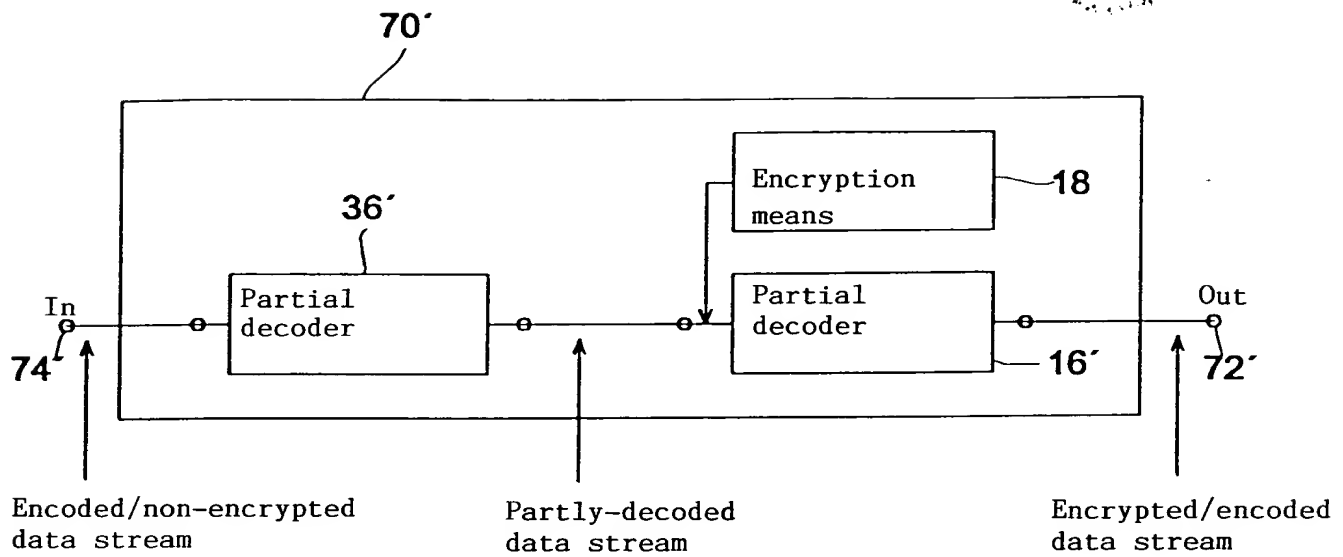 70´
Encryption
means
18
36´
Partial
decoder
Partial
decoder
In
Out
74´
16´
72´
Encoded/non-encrypted
data stream
Partly-decoded
data stream
Encrypted/encoded
data stream